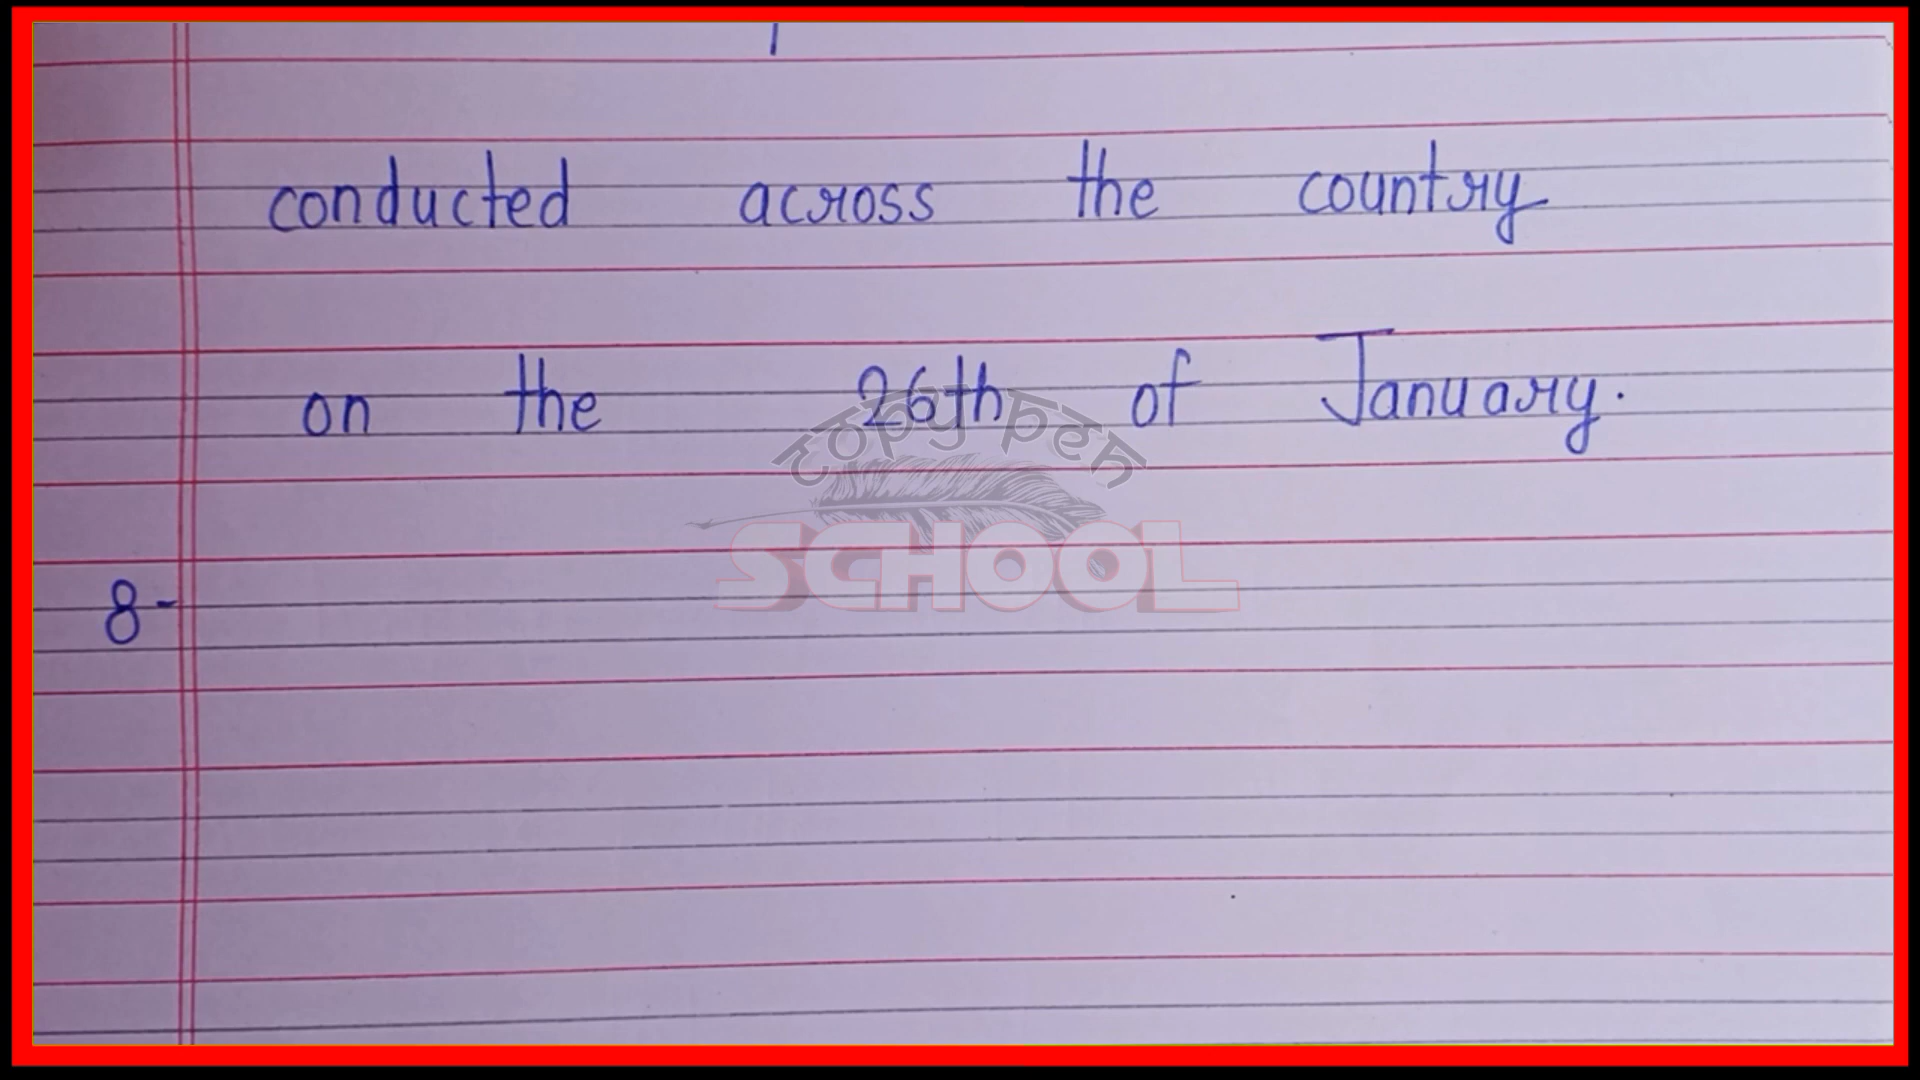 conducted across the country
on the 26th of January.
copy pen
SCHOOL
8-